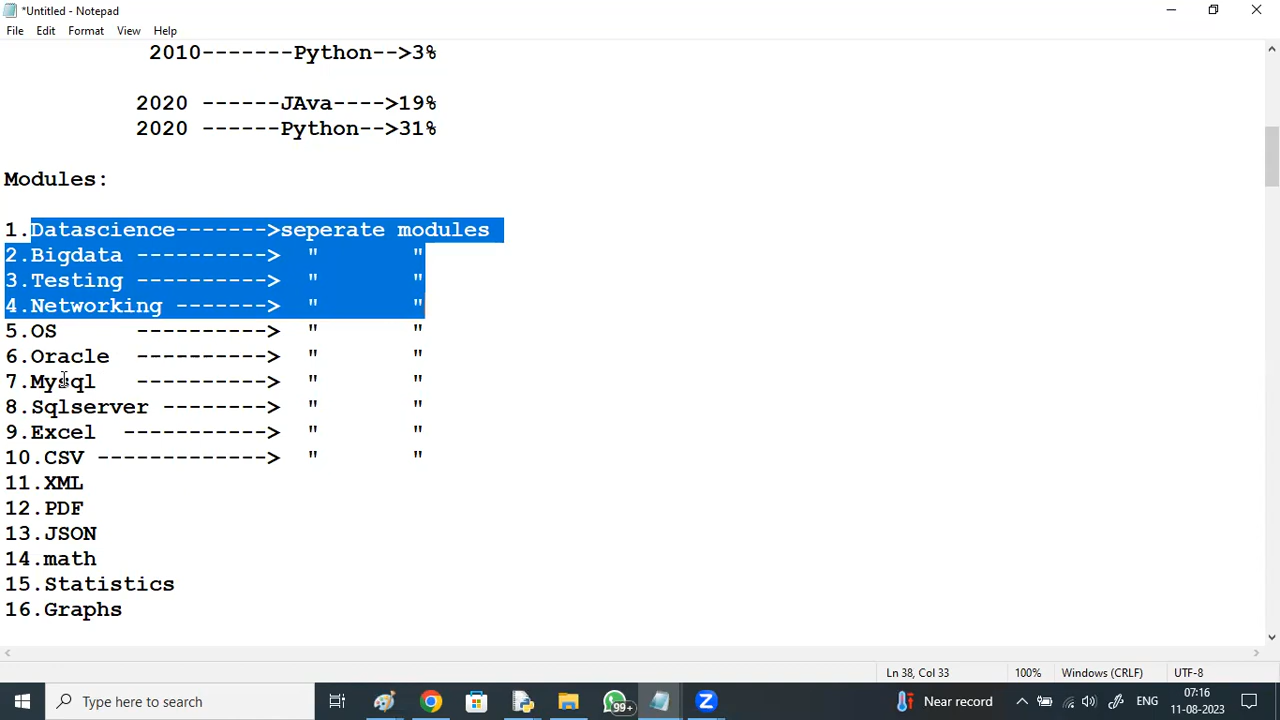 *Untitled - Notepad
File Edit Format View Help
2010-------Python-->3%
2020 ------JAva---->19%
2020 ------Python-->31%
Modules:
1.Datascience------->seperate modules
2.Bigdata ----------> " "
3.Testing ----------> " "
4.Networking -------> " "
5.OS ----------> " "
6.Oracle ----------> " "
7.Mysql ----------> " "
8.Sqlserver --------> " "
9.Excel -----------> " "
10.CSV -------------> " "
11.XML
12.PDF
13.JSON
14.math
15.Statistics
16.Graphs
Ln 38, Col 33 100% Windows (CRLF) UTF-8
Type here to search 99+ Near record ENG 07:16
11-08-2023